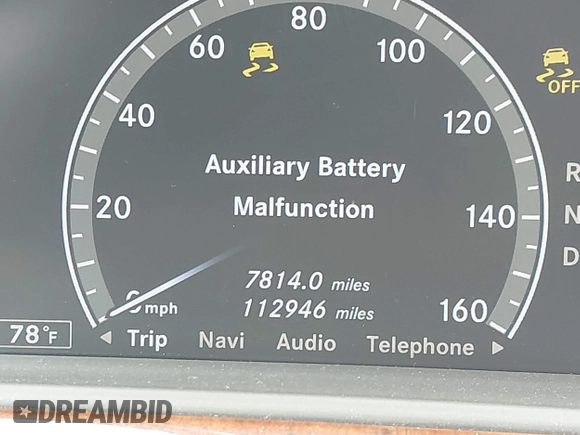 80
60
100
40
120
OFF
Auxiliary Battery
Malfunction
R
N
D
20
140
7814.0 miles
112946 miles
0 mph
160
78°F
Trip Navi Audio Telephone
DREAMBID